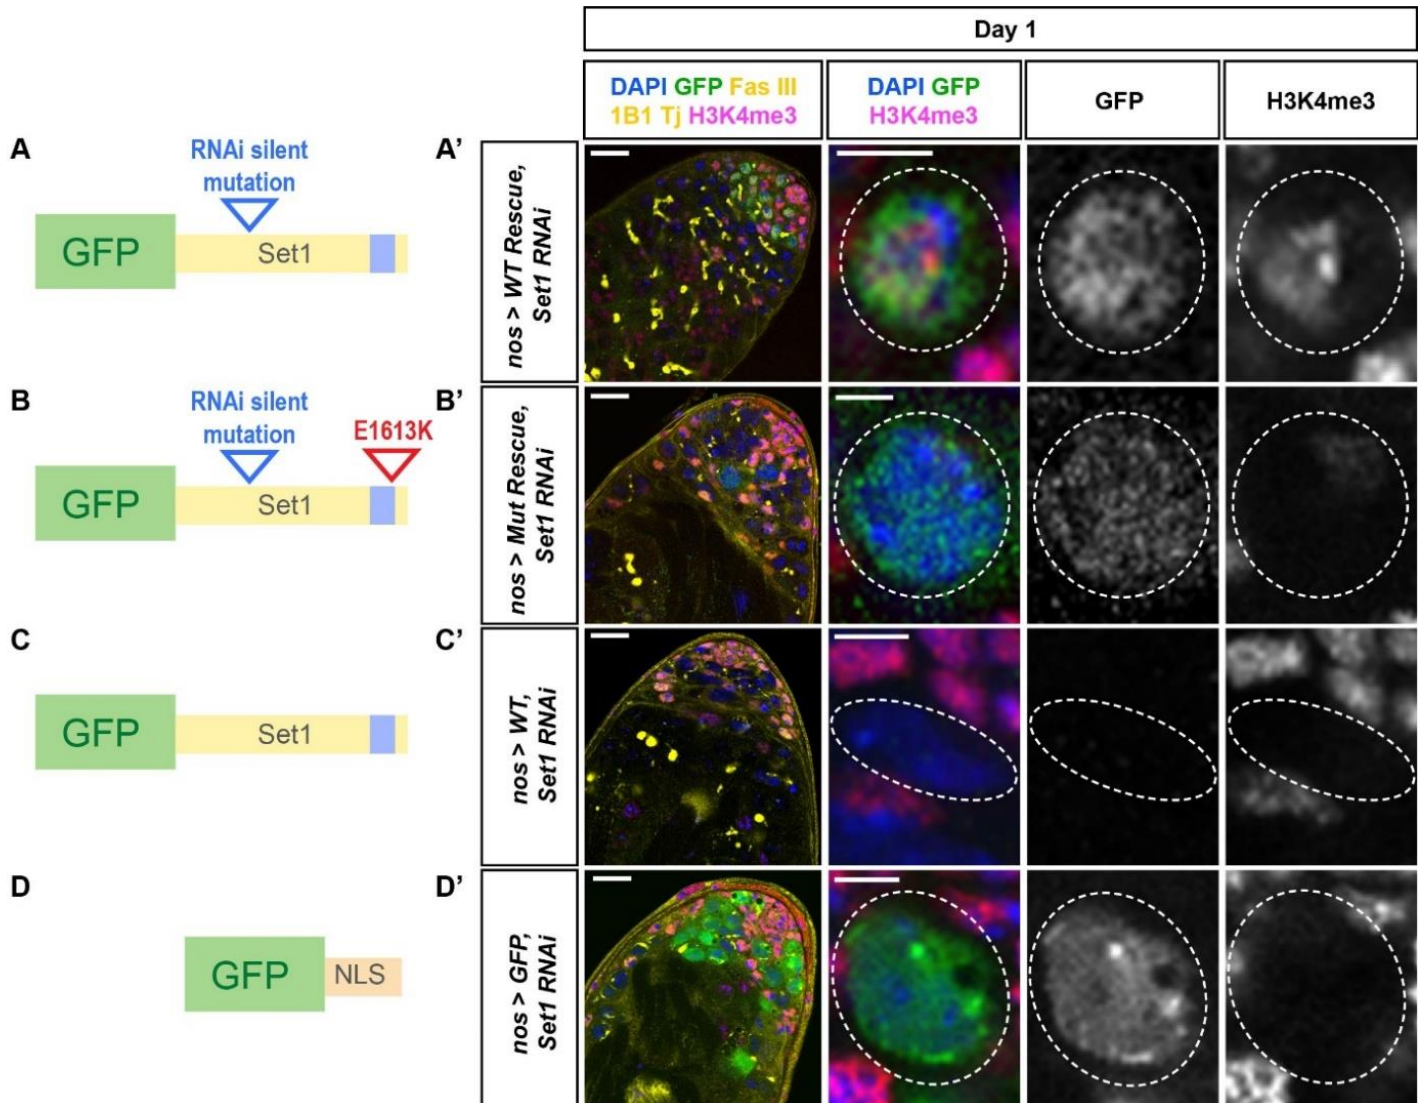 Day 1
DAPI GFP Fas III
1B1 Tj H3K4me3
DAPI GFP
H3K4me3
GFP
H3K4me3
A
RNAi silent
mutation
GFP
Set1
A’
nos > WT Rescue,
Set1 RNAi
B
RNAi silent
mutation
E1613K
GFP
Set1
B’
nos > Mut Rescue,
Set1 RNAi
C
GFP
Set1
C’
nos > WT,
Set1 RNAi
D
GFP
NLS
D’
nos > GFP,
Set1 RNAi